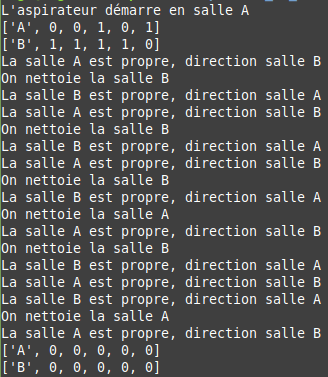 L'aspirateur démarre en salle A
['A', 0, 0, 1, 0, 1]
['B', 1, 1, 1, 1, 0]
La salle A est propre, direction salle B
On nettoie la salle B
La salle B est propre, direction salle A
La salle A est propre, direction salle B
On nettoie la salle B
La salle B est propre, direction salle A
La salle A est propre, direction salle B
On nettoie la salle B
La salle B est propre, direction salle A
On nettoie la salle A
La salle A est propre, direction salle B
On nettoie la salle B
La salle B est propre, direction salle A
La salle A est propre, direction salle B
La salle B est propre, direction salle A
On nettoie la salle A
La salle A est propre, direction salle B
['A', 0, 0, 0, 0, 0]
['B', 0, 0, 0, 0, 0]